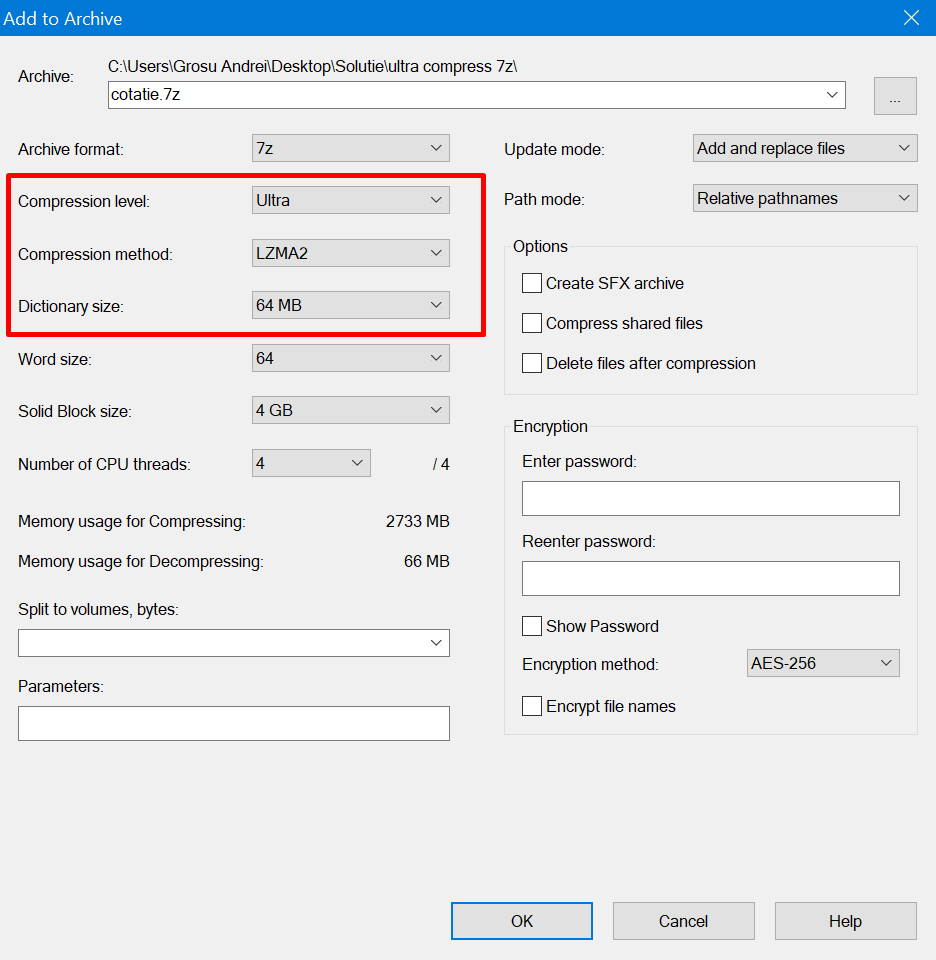 Add to Archive
Archive:
C:\Users\Grosu Andrei\Desktop\Solutie\ultra compress 7z\
cotatie.7z
...
Archive format:
7z
Compression level:
Ultra
Compression method:
LZMA2
Dictionary size:
64 MB
Word size:
64
Solid Block size:
4 GB
Number of CPU threads:
4
/ 4
Memory usage for Compressing:
2733 MB
Memory usage for Decompressing:
66 MB
Split to volumes, bytes:
Parameters:
Update mode:
Add and replace files
Path mode:
Relative pathnames
Options
Create SFX archive
Compress shared files
Delete files after compression
Encryption
Enter password:
Reenter password:
Show Password
Encryption method:
AES-256
Encrypt file names
OK
Cancel
Help